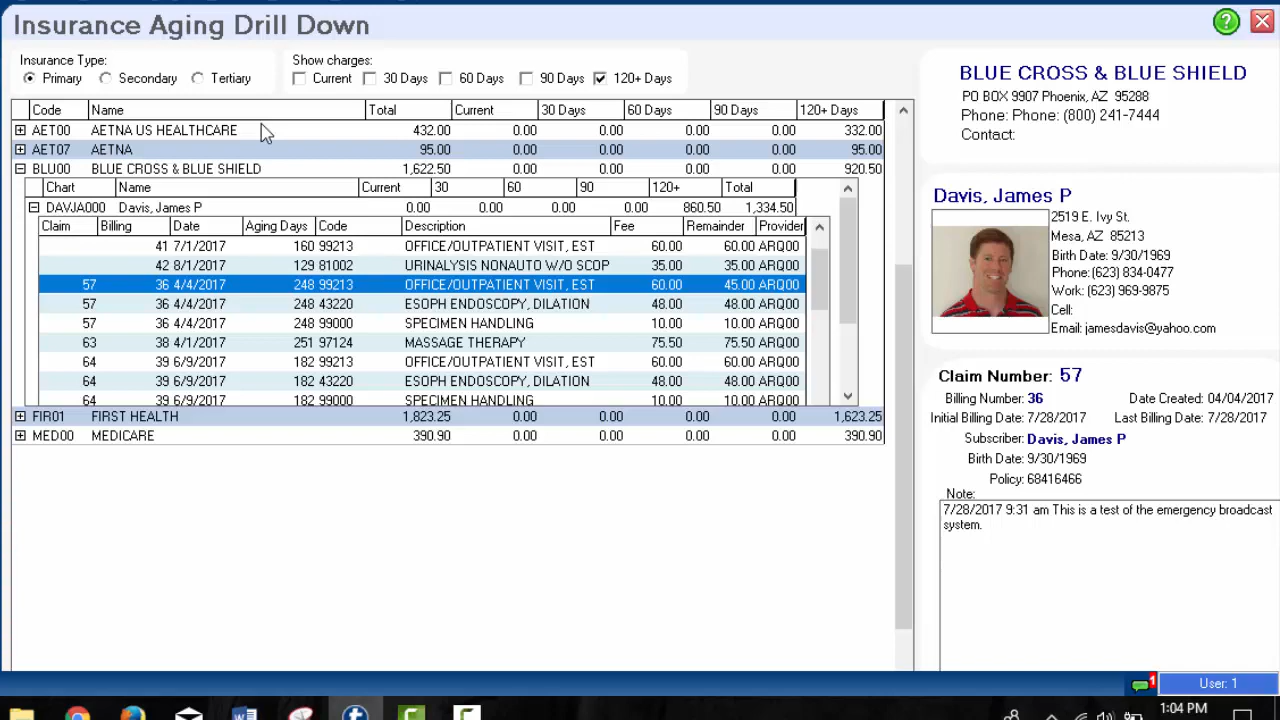 Insurance Aging Drill Down
Insurance Type:
Primary Secondary Tertiary
Show charges:
Current 30 Days 60 Days 90 Days 120+ Days
Code Name Total Current 30 Days 60 Days 90 Days 120+ Days
AET00 AETNA US HEALTHCARE 432.00 0.00 0.00 0.00 0.00 332.00
AET07 AETNA 95.00 0.00 0.00 0.00 0.00 95.00
BLU00 BLUE CROSS & BLUE SHIELD 1,622.50 0.00 0.00 0.00 0.00 920.50
Chart Name Current 30 60 90 120+ Total
DAVJA000 Davis, James P 0.00 0.00 0.00 0.00 860.50 1,334.50
Claim Billing Date Aging Days Code Description Fee Remainder Provider
41 7/1/2017 160 99213 OFFICE/OUTPATIENT VISIT, EST 60.00 60.00 ARQ00
42 8/1/2017 129 81002 URINALYSIS NONAUTO W/O SCOP 35.00 35.00 ARQ00
57 36 4/4/2017 248 99213 OFFICE/OUTPATIENT VISIT, EST 60.00 45.00 ARQ00
57 36 4/4/2017 248 43220 ESOPH ENDOSCOPY, DILATION 48.00 48.00 ARQ00
57 36 4/4/2017 248 99000 SPECIMEN HANDLING 10.00 10.00 ARQ00
63 38 4/1/2017 251 97124 MASSAGE THERAPY 75.50 75.50 ARQ00
64 39 6/9/2017 182 99213 OFFICE/OUTPATIENT VISIT, EST 60.00 60.00 ARQ00
64 39 6/9/2017 182 43220 ESOPH ENDOSCOPY, DILATION 48.00 48.00 ARQ00
64 39 6/9/2017 182 99000 SPECIMEN HANDLING 10.00 10.00 ARQ00
FIR01 FIRST HEALTH 1,823.25 0.00 0.00 0.00 0.00 1,623.25
MED00 MEDICARE 390.90 0.00 0.00 0.00 0.00 390.90
BLUE CROSS & BLUE SHIELD
PO BOX 9907 Phoenix, AZ 95288
Phone: Phone: (800) 241-7444
Contact:
Davis, James P
2519 E. Ivy St.
Mesa, AZ 85213
Birth Date: 9/30/1969
Phone:(623) 834-0477
Work: (623) 969-9875
Cell:
Email: jamesdavis@yahoo.com
Claim Number: 57
Billing Number: 36 Date Created: 04/04/2017
Initial Billing Date: 7/28/2017 Last Billing Date: 7/28/2017
Subscriber: Davis, James P
Birth Date: 9/30/1969
Policy: 68416466
Note:
7/28/2017 9:31 am This is a test of the emergency broadcast
system.
1 User: 1
1:04 PM